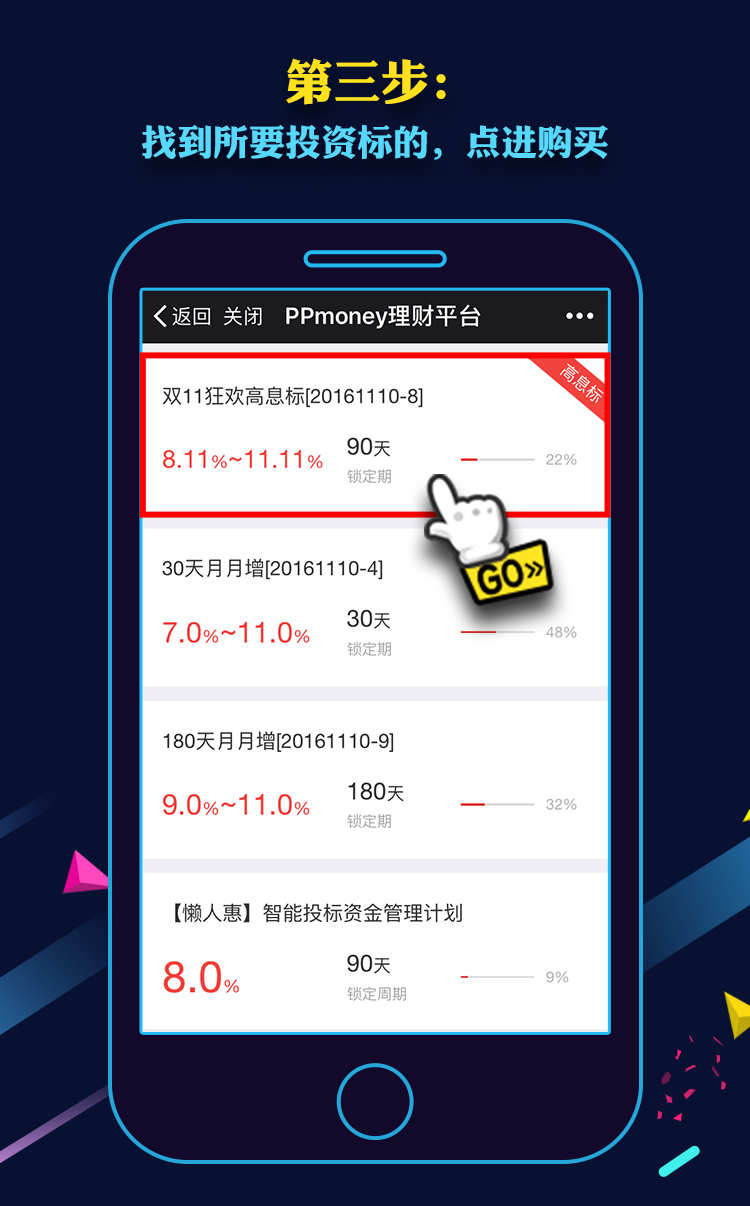 第三步：
找到所要投资标的，点进购买
返回 关闭 PPmoney理财平台
高息标
双11狂欢高息标[20161110-8]
8.11%~11.11% 90天 22%
锁定期
GO»
30天月月增[20161110-4]
7.0%~11.0% 30天 48%
锁定期
180天月月增[20161110-9]
9.0%~11.0% 180天 32%
锁定期
【懒人惠】智能投标资金管理计划
8.0% 90天 9%
锁定周期